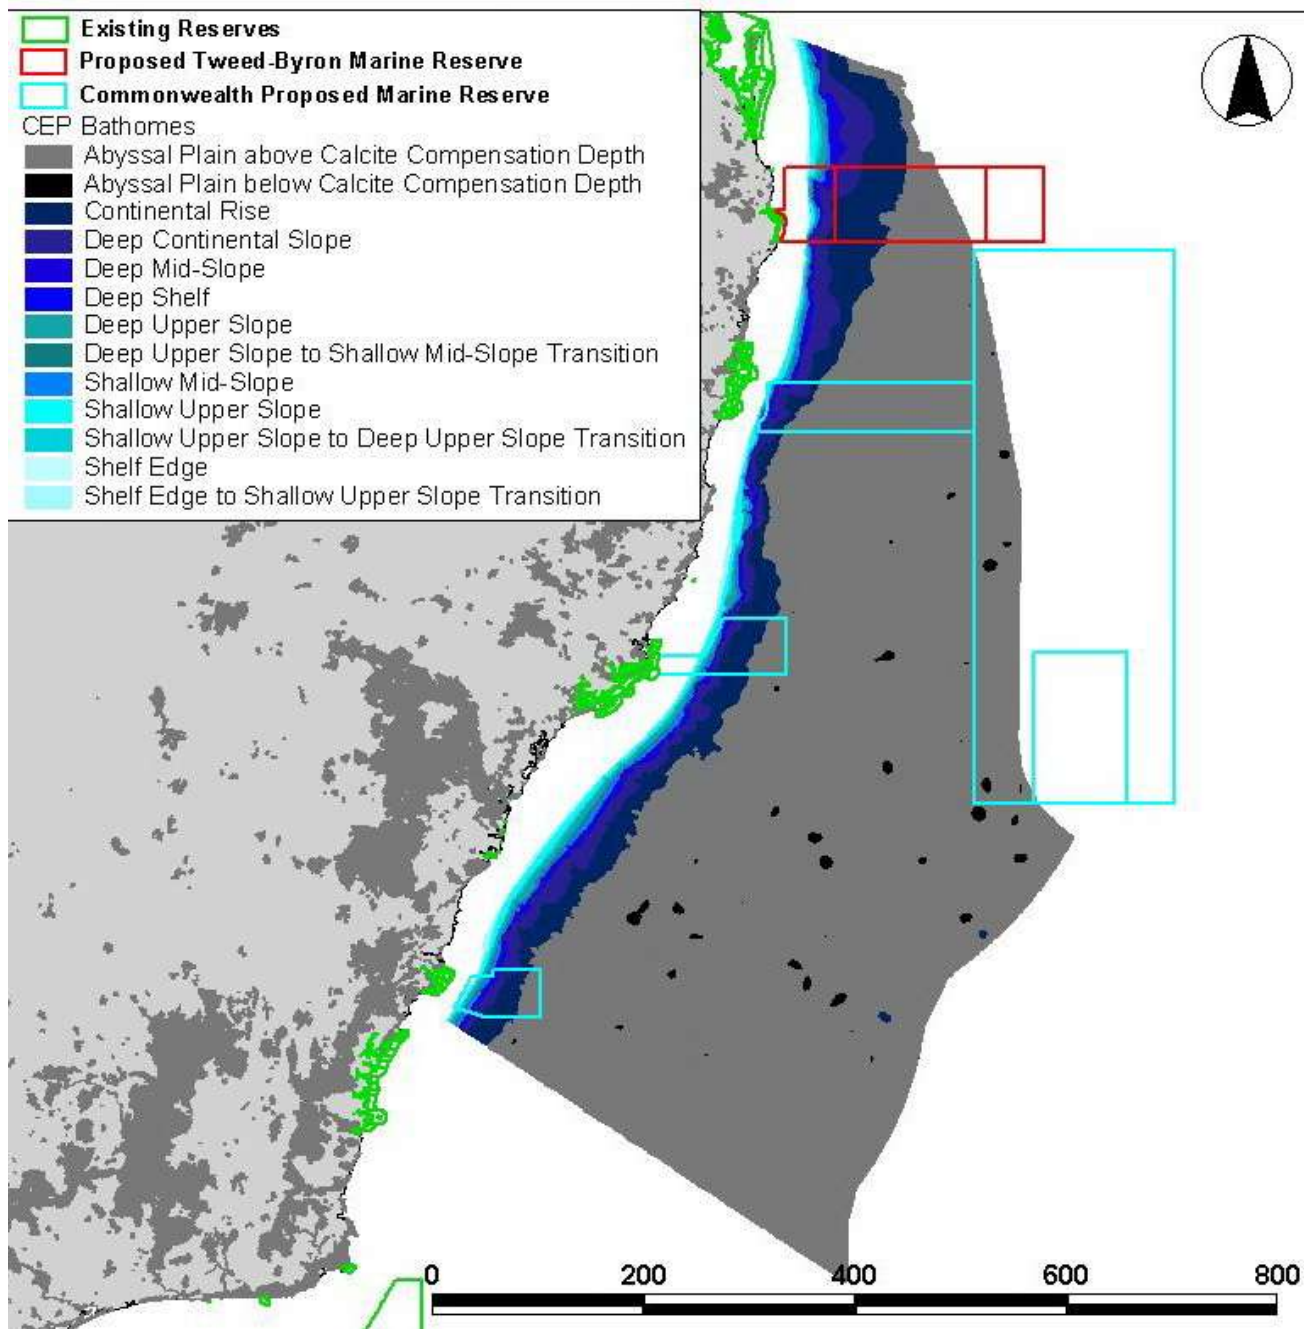 Existing Reserves
Proposed Tweed-Byron Marine Reserve
Commonwealth Proposed Marine Reserve
CEP Bathomes
Abyssal Plain above Calcite Compensation Depth
Abyssal Plain below Calcite Compensation Depth
Continental Rise
Deep Continental Slope
Deep Mid-Slope
Deep Shelf
Deep Upper Slope
Deep Upper Slope to Shallow Mid-Slope Transition
Shallow Mid-Slope
Shallow Upper Slope
Shallow Upper Slope to Deep Upper Slope Transition
Shelf Edge
Shelf Edge to Shallow Upper Slope Transition
0 200 400 600 800